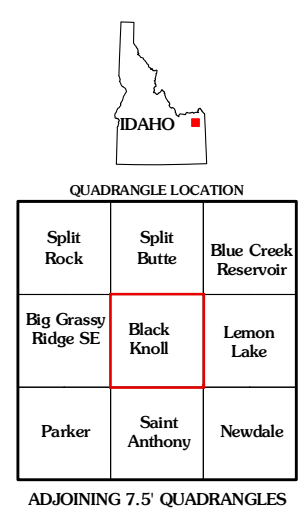 IDAHO
QUADRANGLE LOCATION
Split
Rock
Split
Butte
Blue Creek
Reservoir
Big Grassy
Ridge SE
Black
Knoll
Lemon
Lake
Parker
Saint
Anthony
Newdale
ADJOINING 7.5' QUADRANGLES